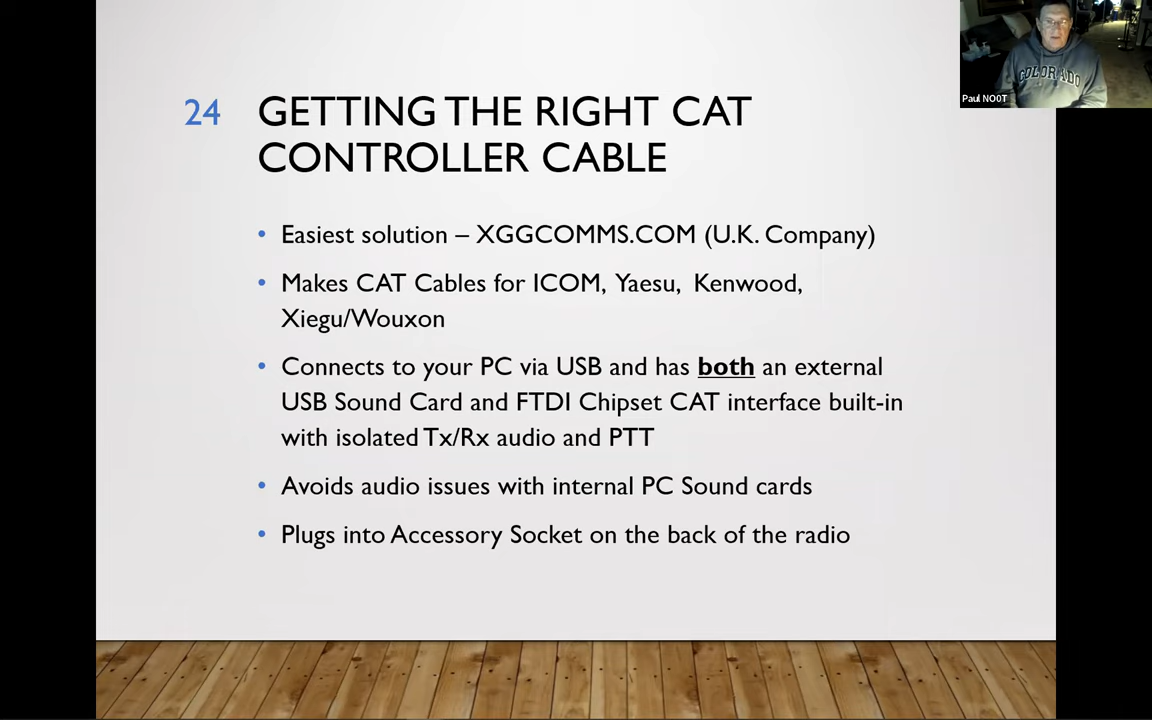 24
GETTING THE RIGHT CAT
CONTROLLER CABLE
• Easiest solution – XGGCOMMS.COM (U.K. Company)
• Makes CAT Cables for ICOM, Yaesu, Kenwood,
Xiegu/Wouxon
• Connects to your PC via USB and has both an external
USB Sound Card and FTDI Chipset CAT interface built-in
with isolated Tx/Rx audio and PTT
• Avoids audio issues with internal PC Sound cards
• Plugs into Accessory Socket on the back of the radio
COLORADO
Paul NO0T